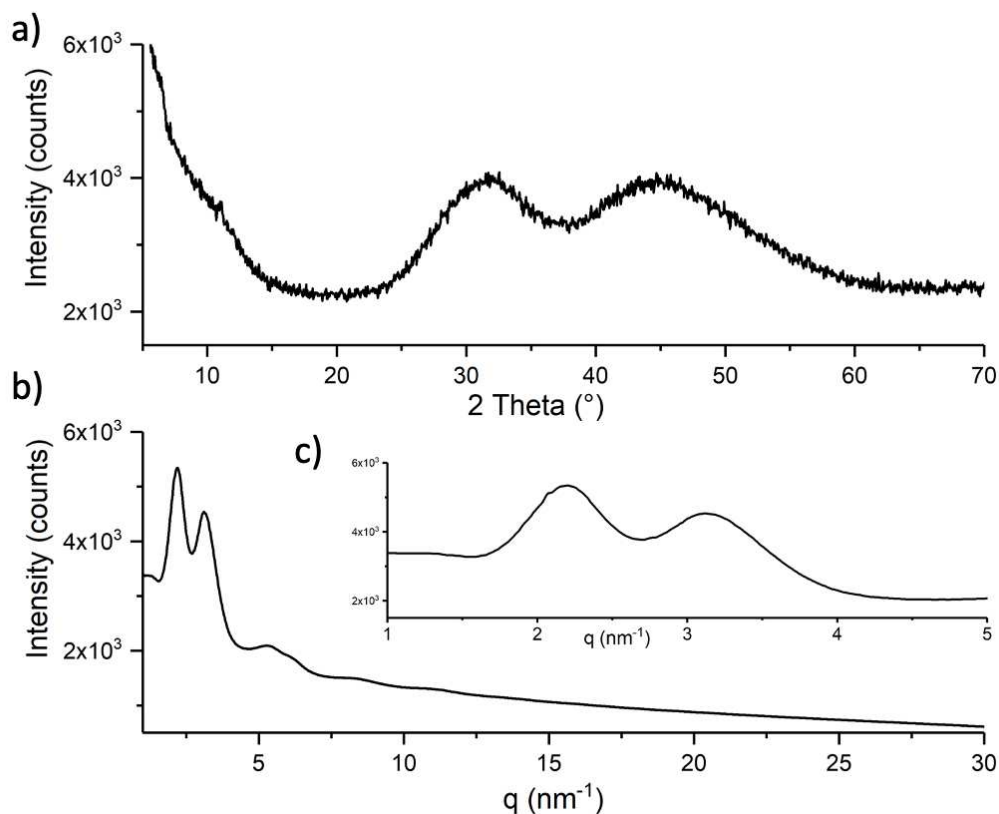 a)
Intensity (counts)
6x10³
4x10³
2x10³
10 20 30 40 50 60 70
2 Theta (°)
b)
Intensity (counts)
6x10³
4x10³
2x10³
5 10 15 20 25 30
q (nm⁻¹)
c)
6x10³
4x10³
2x10³
1 2 3 4 5
q (nm⁻¹)